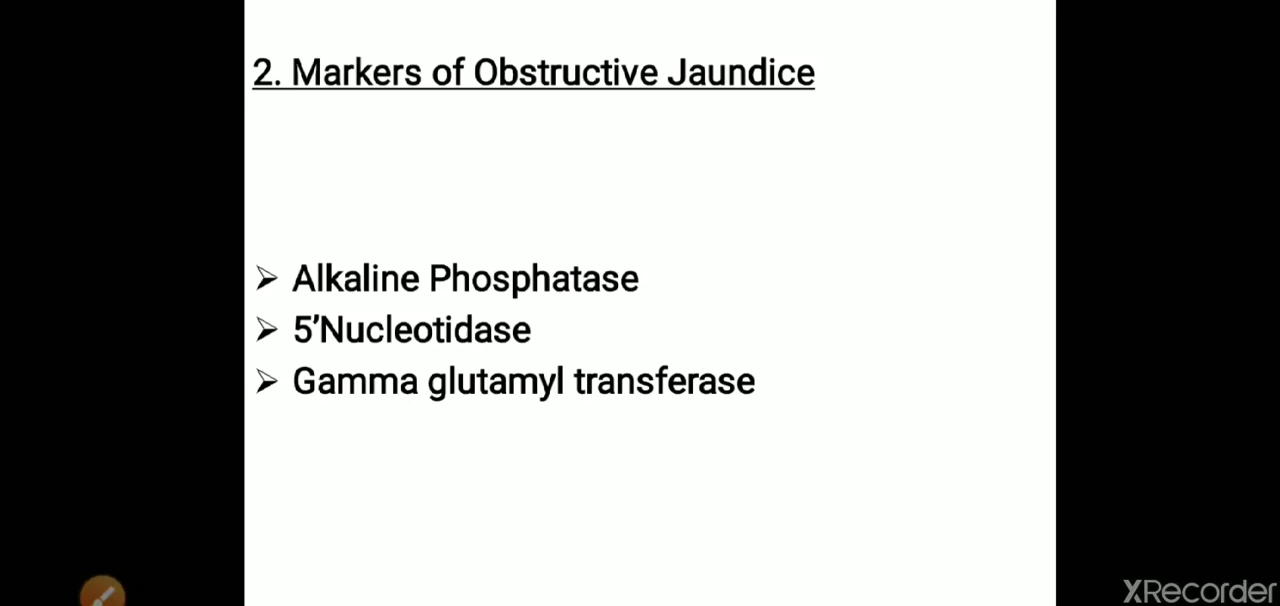 2. Markers of Obstructive Jaundice
➢ Alkaline Phosphatase
➢ 5’Nucleotidase
➢ Gamma glutamyl transferase
XRecorder